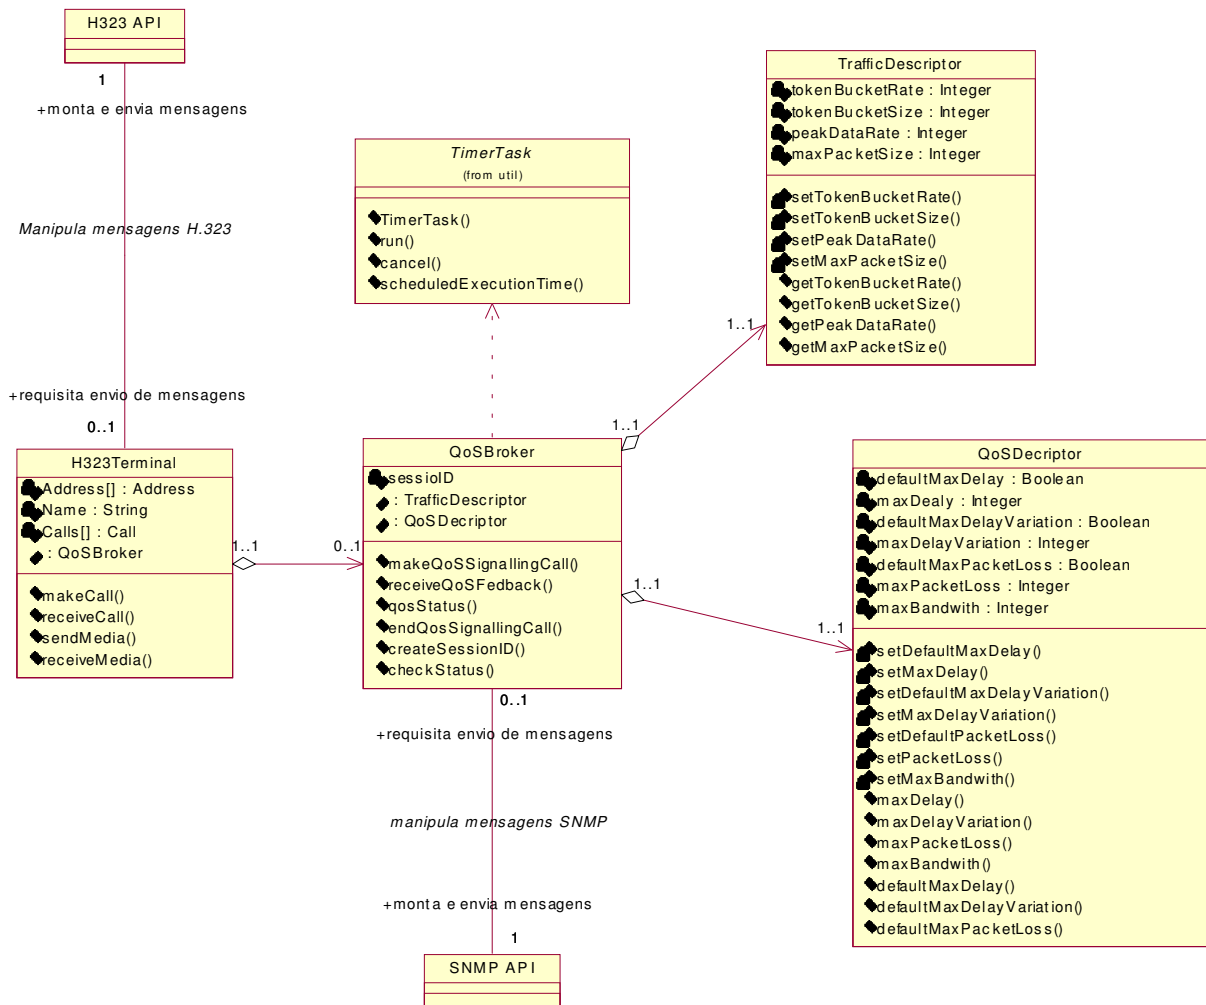 H323 API
1
+monta e envia mensagens
Manipula mensagens H.323
+requisita envio de mensagens
0..1
H323Terminal
Address[] : Address
Name : String
Calls[] : Call
: QoSBroker
makeCall()
receiveCall()
sendMedia()
receiveMedia()
1..1
0..1
TimerTask
(from util)
TimerTask()
run()
cancel()
scheduledExecutionTime()
QoSBroker
sessioID
: TrafficDescriptor
: QoSDecriptor
makeQoSSignallingCall()
receiveQoSFedback()
qosStatus()
endQosSignallingCall()
createSessionID()
checkStatus()
0..1
+requisita envio de mensagens
manipula mensagens SNMP
+monta e envia mensagens
1
SNMP API
1..1
1..1
TrafficDescriptor
tokenBucketRate : Integer
tokenBucketSize : Integer
peakDataRate : Integer
maxPacketSize : Integer
setTokenBucketRate()
setTokenBucketSize()
setPeakDataRate()
setMaxPacketSize()
getTokenBucketRate()
getTokenBucketSize()
getPeakDataRate()
getMaxPacketSize()
1..1
1..1
QoSDecriptor
defaultMaxDelay : Boolean
maxDealy : Integer
defaultMaxDelayVariation : Boolean
maxDelayVariation : Integer
defaultMaxPacketLoss : Boolean
maxPacketLoss : Integer
maxBandwith : Integer
setDefaultMaxDelay()
setMaxDelay()
setDefaultMaxDelayVariation()
setMaxDelayVariation()
setDefaultPacketLoss()
setPacketLoss()
setMaxBandwith()
maxDelay()
maxDelayVariation()
maxPacketLoss()
maxBandwith()
defaultMaxDelay()
defaultMaxDelayVariation()
defaultMaxPacketLoss()